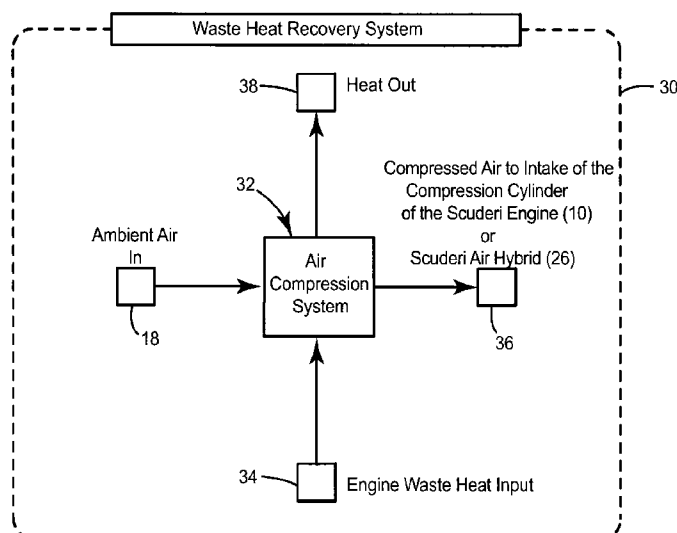 Waste Heat Recovery System
38
Heat Out
30
32
Compressed Air to Intake of the
Compression Cylinder
of the Scuderi Engine (10)
or
Scuderi Air Hybrid (26)
Ambient Air
In
Air
Compression
System
18
36
34
Engine Waste Heat Input